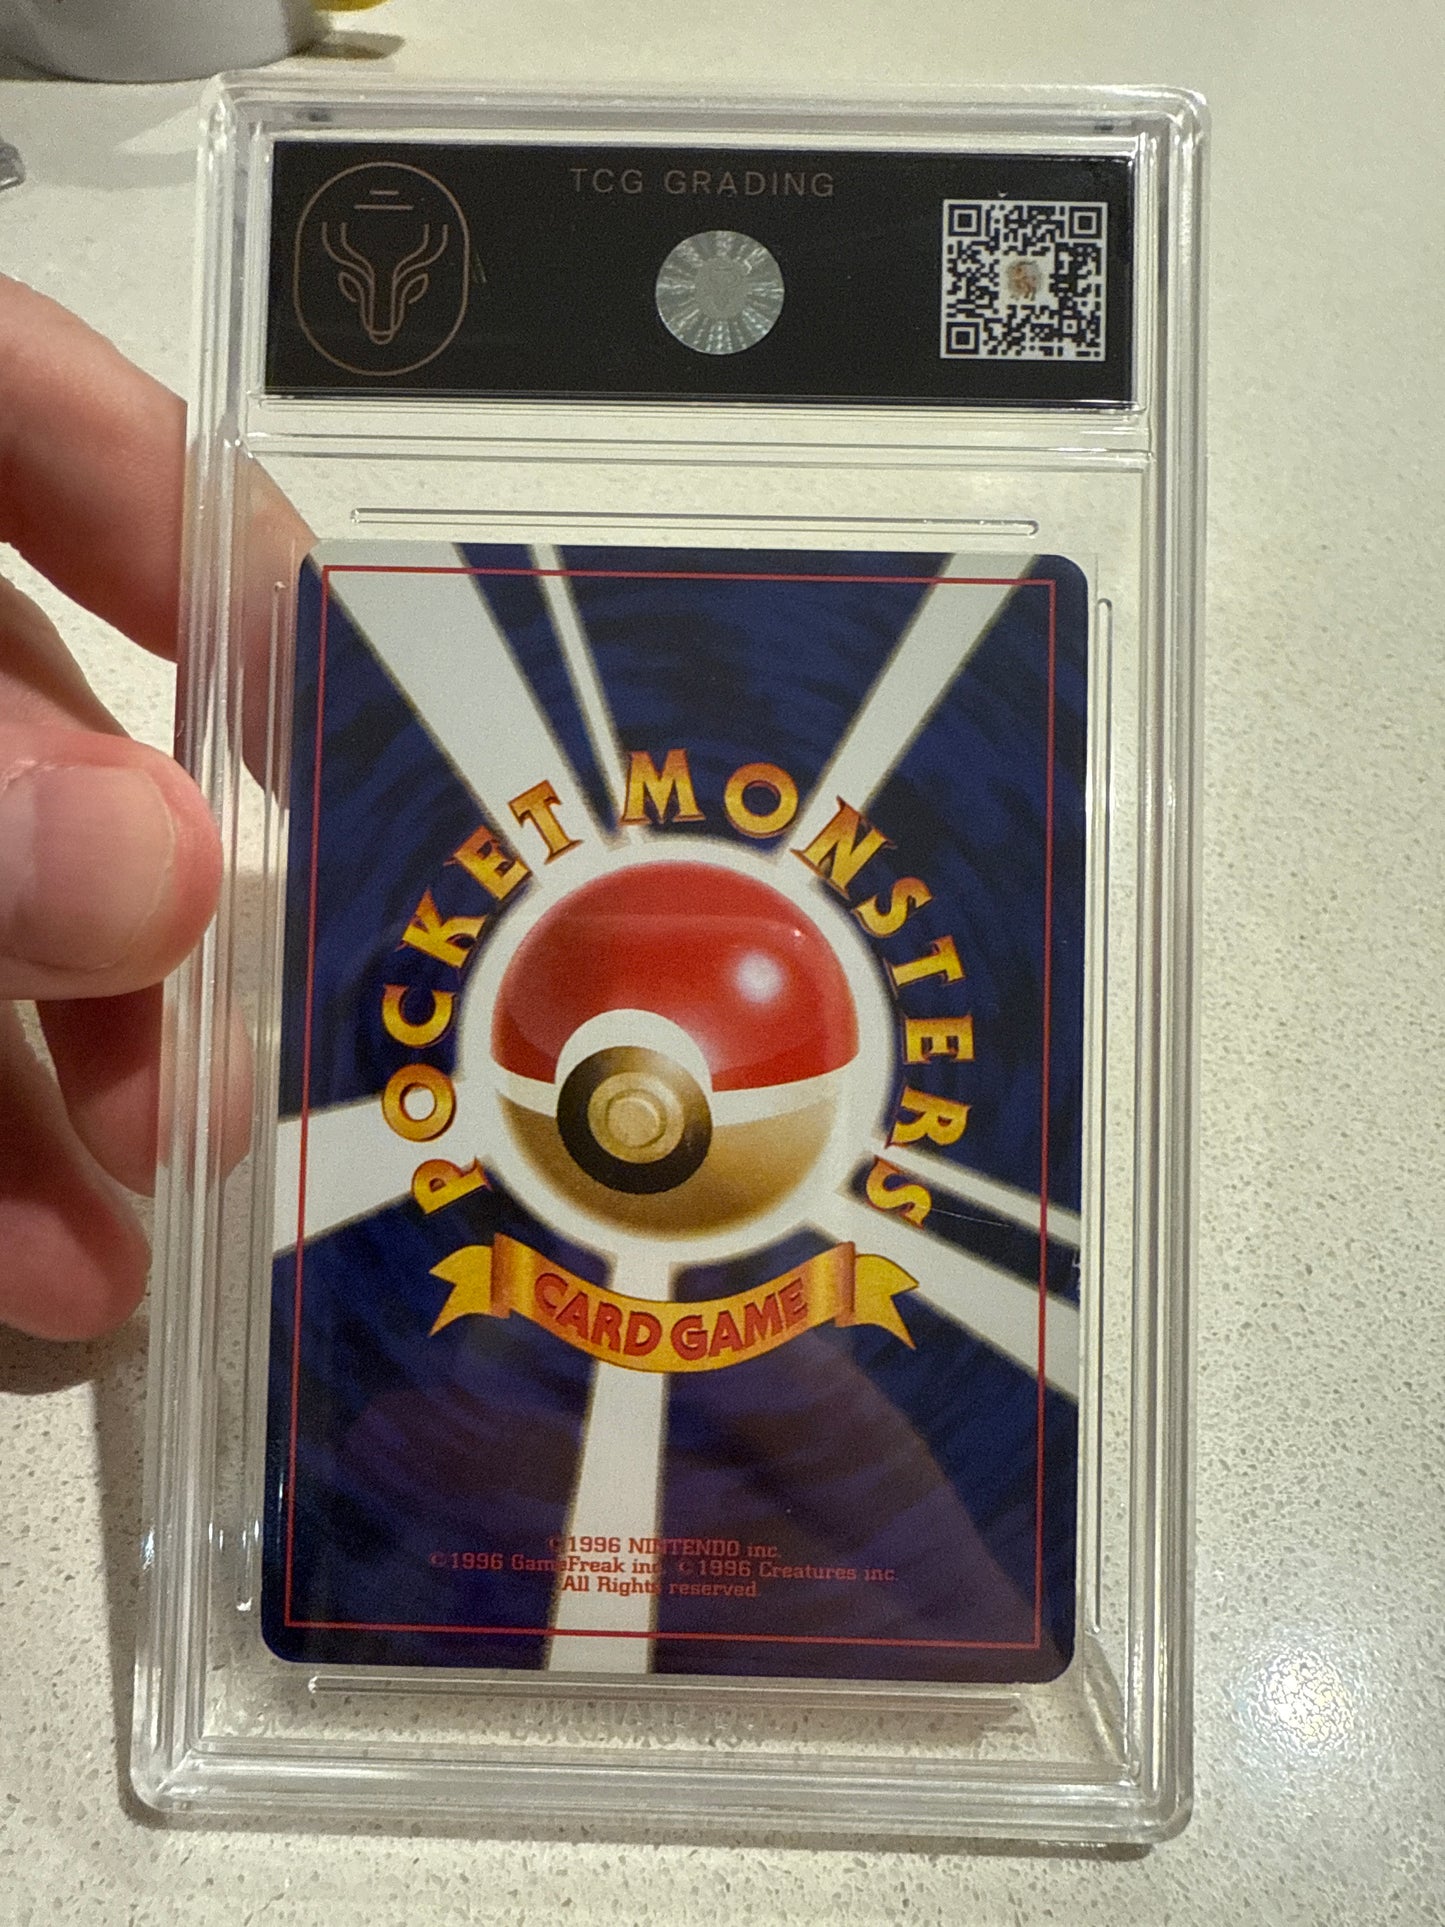 TCG GRADING
POCKET MONSTERS
CARD GAME
©1996 NINTENDO inc.
©1996 GameFreak inc. ©1996 Creatures inc.
All Rights reserved